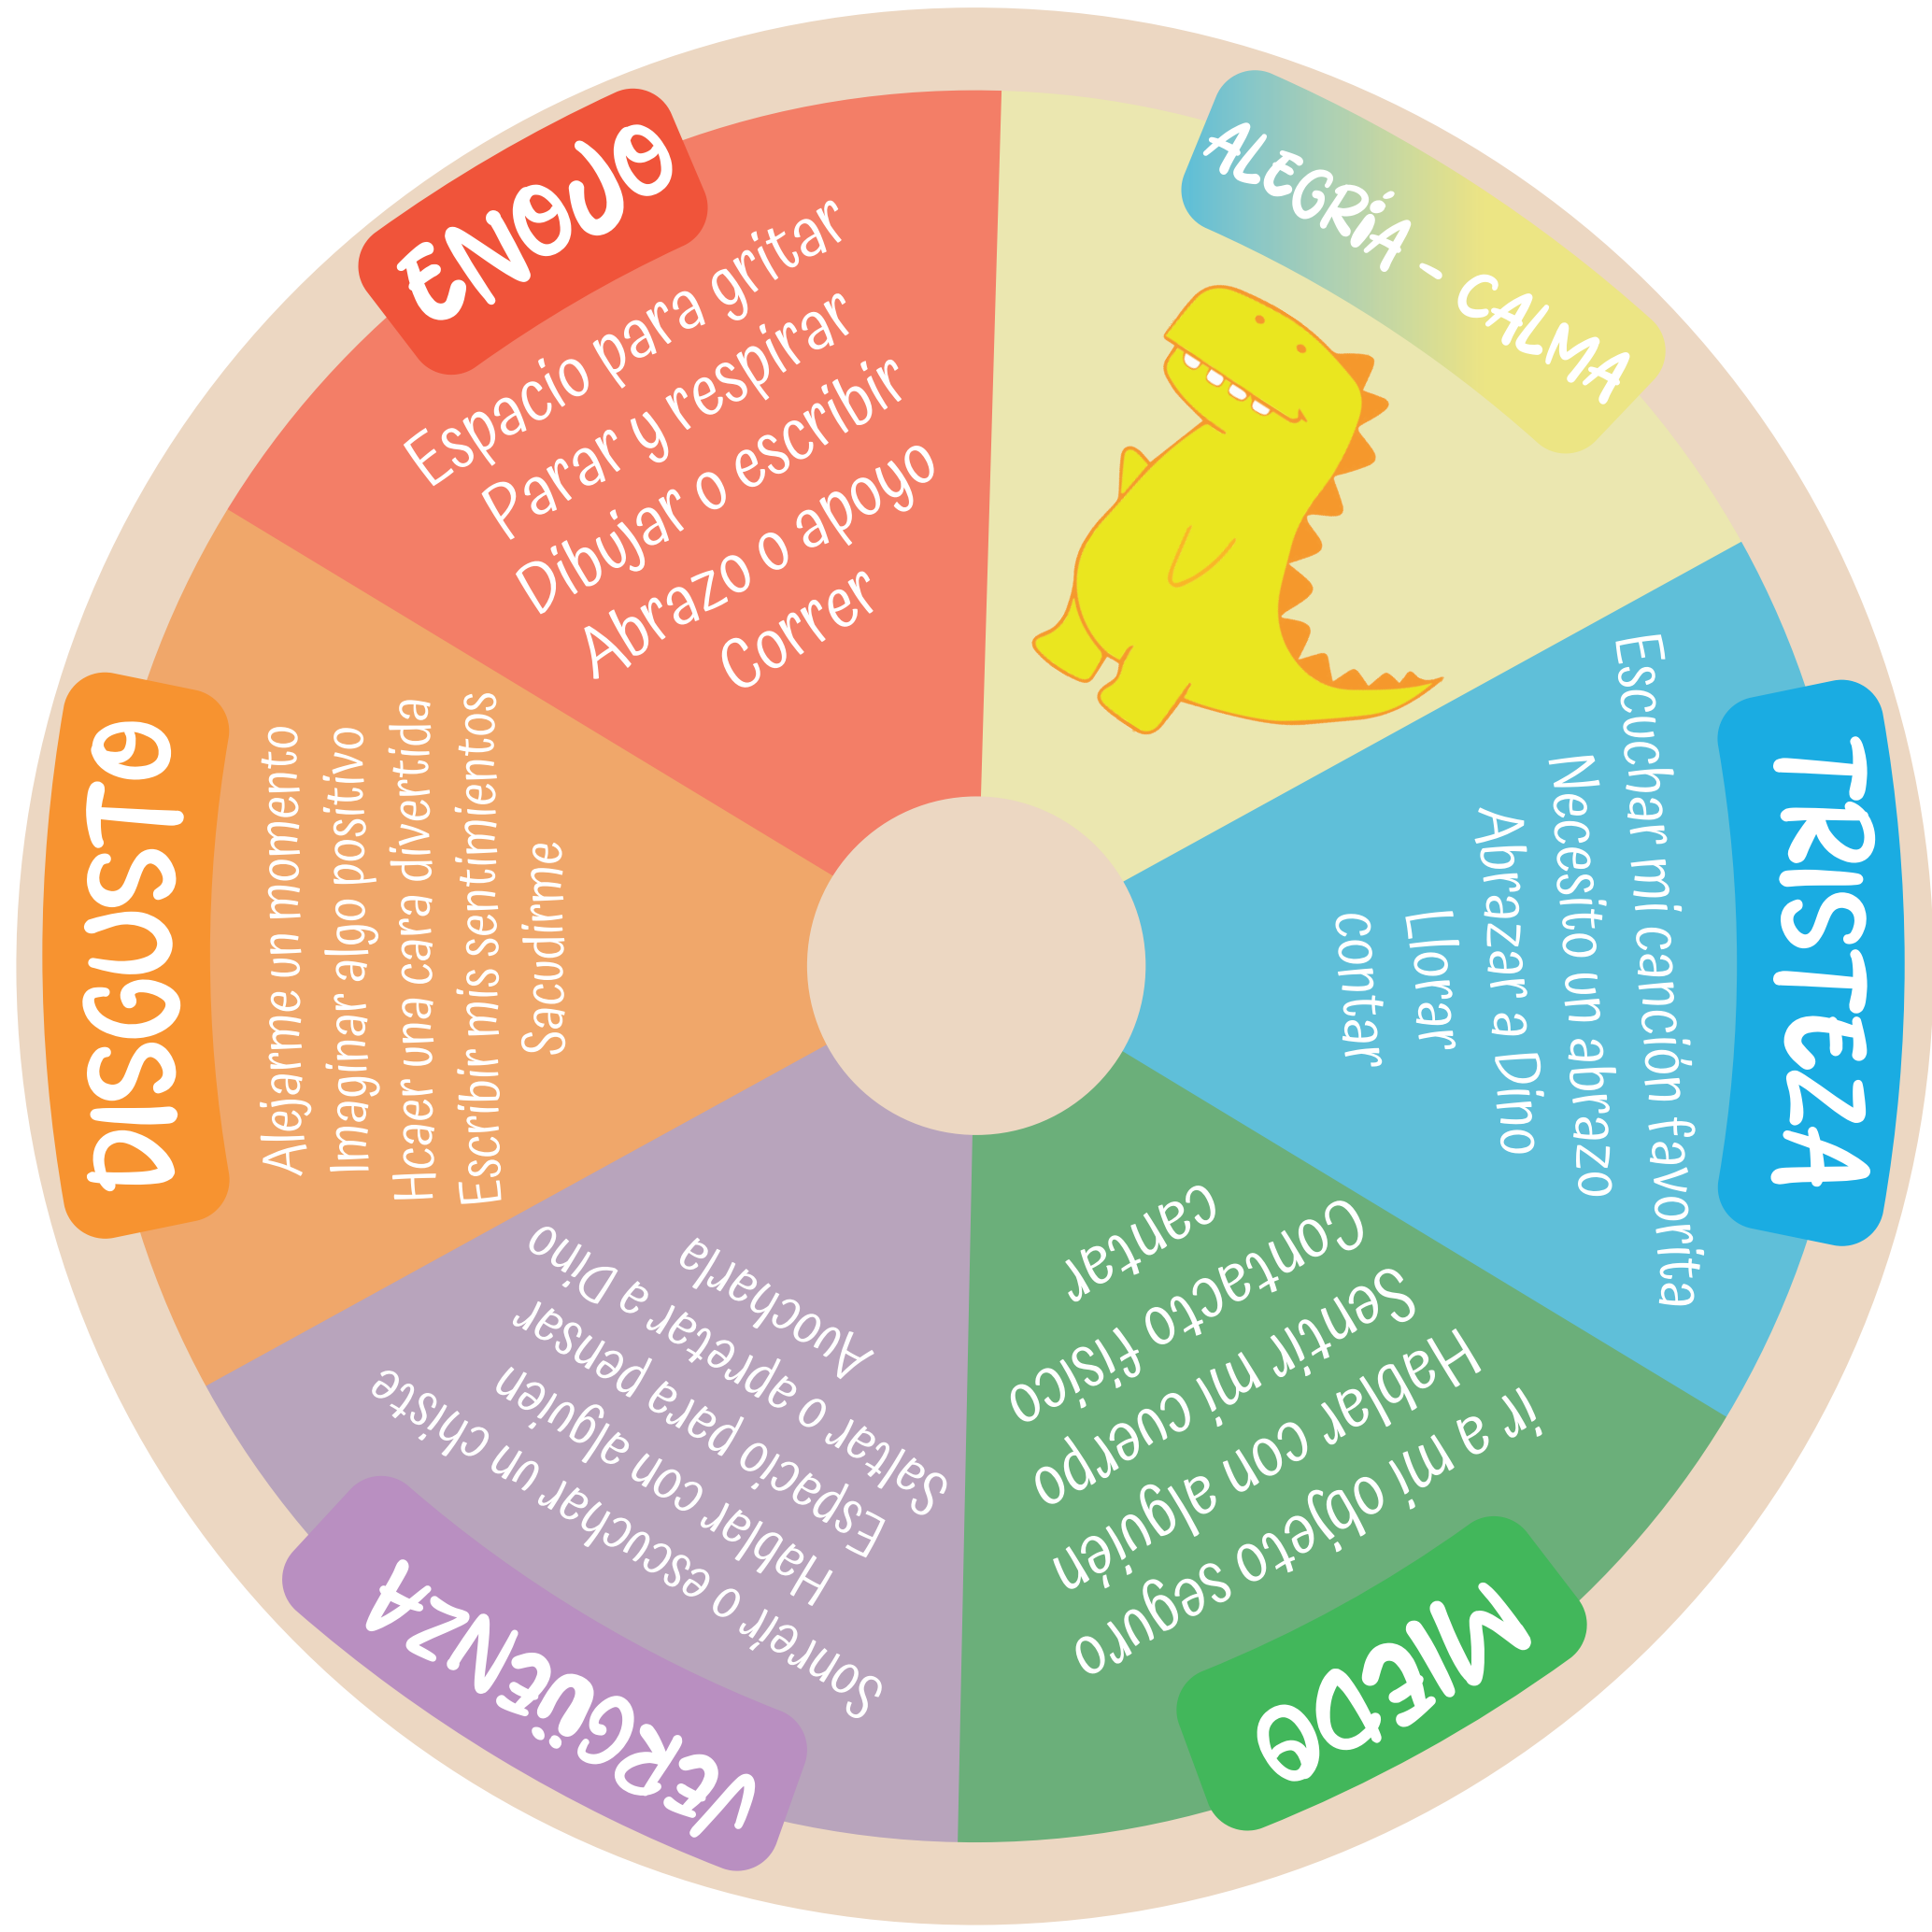 ENOJO
Espacio para gritar
Parar y respirar
Dibujar o escribir
Abrazo o apoyo
Correr
ALEGRÍA - CALMA
TRISTEZA
Escuchar mi canción favorita
Necesito un abrazo
Abrazar a Dino
Llorar
contar
MIEDO
ir a mi objeto seguro
Hablar con alguien
Sentir mi cuerpo
Contacto físico
cantar
VERGÜENZA
Sonreír o escuchar un chiste
Hablar con alguien
Espacio para pensar
Saltar o apretar a Dino
Ayudarle
DISGUSTO
Alejarme un momento
Imaginar algo positivo
Hacer una cara divertida
Escribir mis sentimientos
Sacudirme